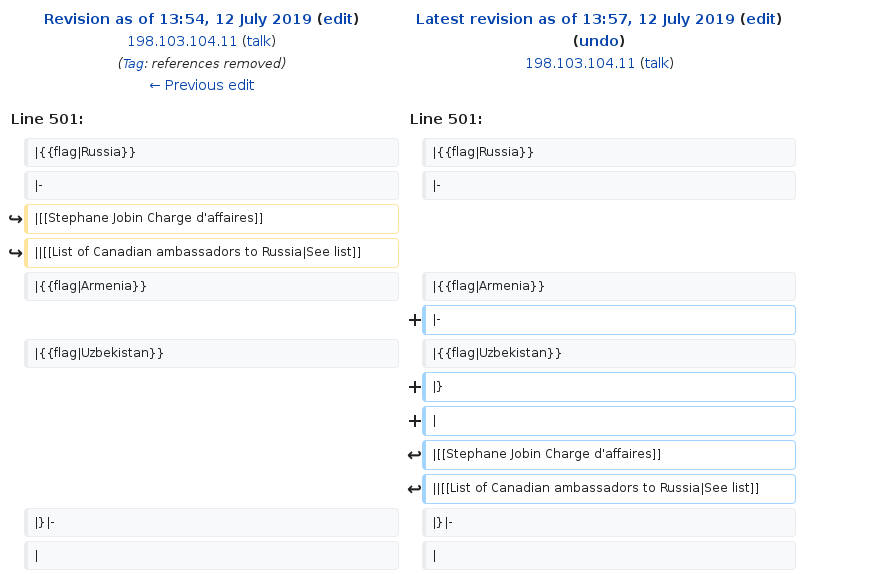 Revision as of 13:54, 12 July 2019 (edit)
198.103.104.11 (talk)
(Tag: references removed)
← Previous edit
Latest revision as of 13:57, 12 July 2019 (edit)
(undo)
198.103.104.11 (talk)
Line 501:
Line 501:
|{{flag|Russia}}
|{{flag|Russia}}
|-
|-
↪ |[[Stephane Jobin Charge d'affaires]]
↪ ||[[List of Canadian ambassadors to Russia|See list]]
|{{flag|Armenia}}
|{{flag|Armenia}}
+ |-
|{{flag|Uzbekistan}}
|{{flag|Uzbekistan}}
+ |}
+ |
↩ |[[Stephane Jobin Charge d'affaires]]
↩ ||[[List of Canadian ambassadors to Russia|See list]]
|}|-
|}|-
|
|